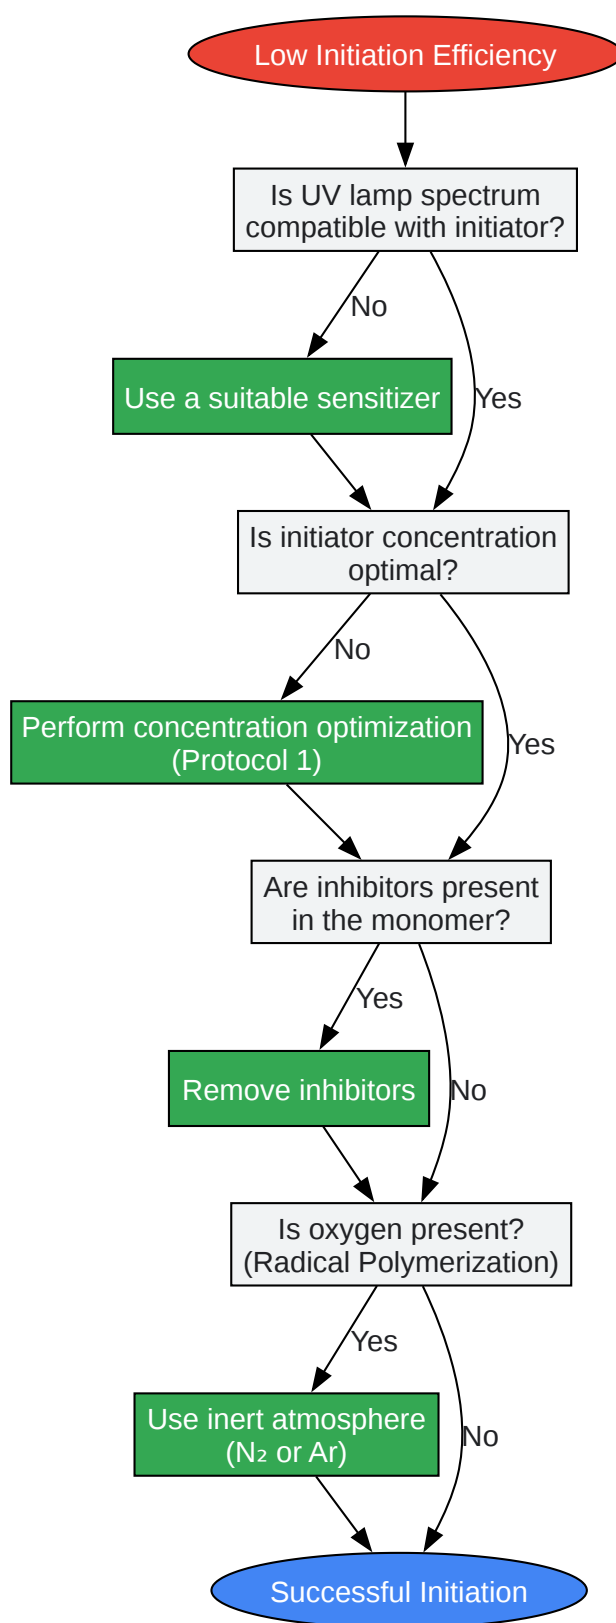 Low Initiation Efficiency
Is UV lamp spectrum
compatible with initiator?
No
Use a suitable sensitizer
Yes
Is initiator concentration
optimal?
No
Perform concentration optimization
(Protocol 1)
Yes
Are inhibitors present
in the monomer?
Yes
Remove inhibitors
No
Is oxygen present?
(Radical Polymerization)
Yes
Use inert atmosphere
(N₂ or Ar)
No
Successful Initiation